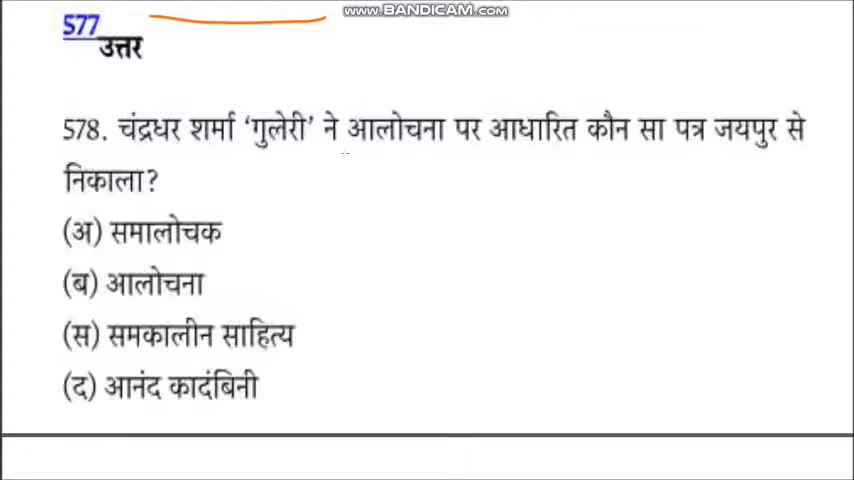 www.BANDICAM.com
577
उत्तर
578. चंद्रधर शर्मा ‘गुलेरी’ ने आलोचना पर आधारित कौन सा पत्र जयपुर से
निकाला?
(अ) समालोचक
(ब) आलोचना
(स) समकालीन साहित्य
(द) आनंद कादंबिनी